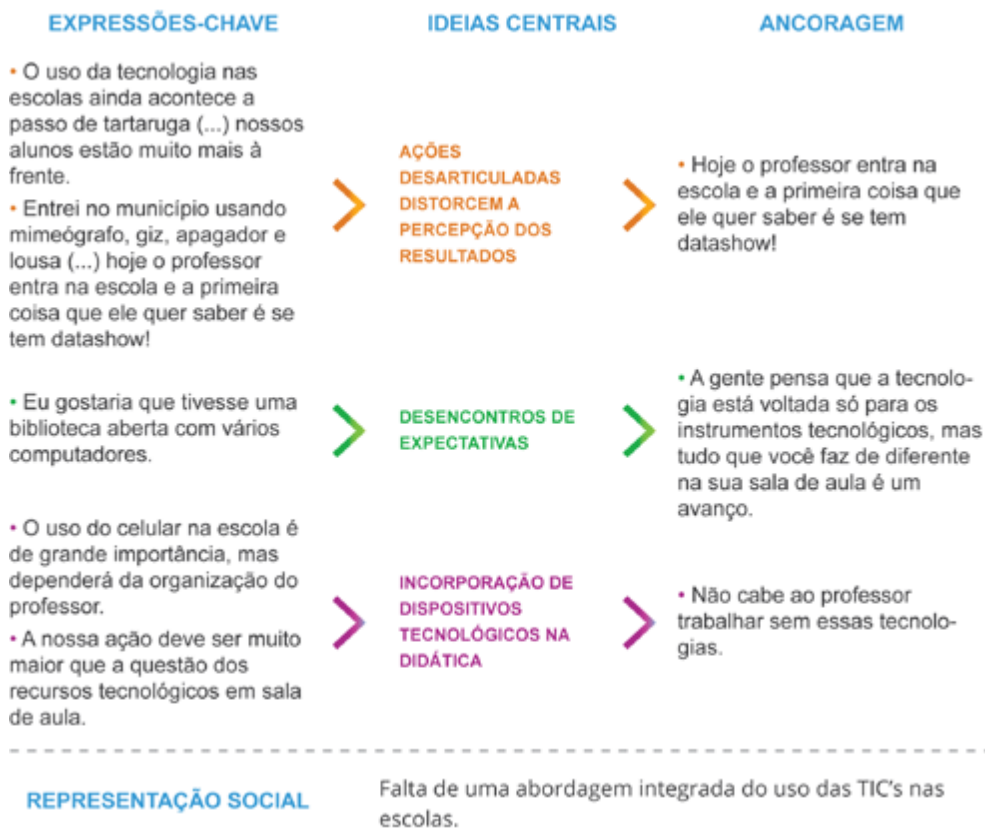 EXPRESSÕES-CHAVE
IDEIAS CENTRAIS
ANCORAGEM
• O uso da tecnologia nas
escolas ainda acontece a
passo de tartaruga (...) nossos
alunos estão muito mais à
frente.
• Entrei no município usando
mimeógrafo, giz, apagador e
lousa (...) hoje o professor
entra na escola e a primeira
coisa que ele quer saber é se
tem datashow!
AÇÕES
DESARTICULADAS
DISTORCEM A
PERCEPÇÃO DOS
RESULTADOS
• Hoje o professor entra na
escola e a primeira coisa que
ele quer saber é se tem
datashow!
• Eu gostaria que tivesse uma
biblioteca aberta com vários
computadores.
DESENCONTROS DE
EXPECTATIVAS
• A gente pensa que a tecnolo-
gia está voltada só para os
instrumentos tecnológicos, mas
tudo que você faz de diferente
na sua sala de aula é um
avanço.
• O uso do celular na escola é
de grande importância, mas
dependerá da organização do
professor.
• A nossa ação deve ser muito
maior que a questão dos
recursos tecnológicos em sala
de aula.
INCORPORAÇÃO DE
DISPOSITIVOS
TECNOLÓGICOS NA
DIDÁTICA
• Não cabe ao professor
trabalhar sem essas tecnolo-
gias.
REPRESENTAÇÃO SOCIAL
Falta de uma abordagem integrada do uso das TIC's nas
escolas.